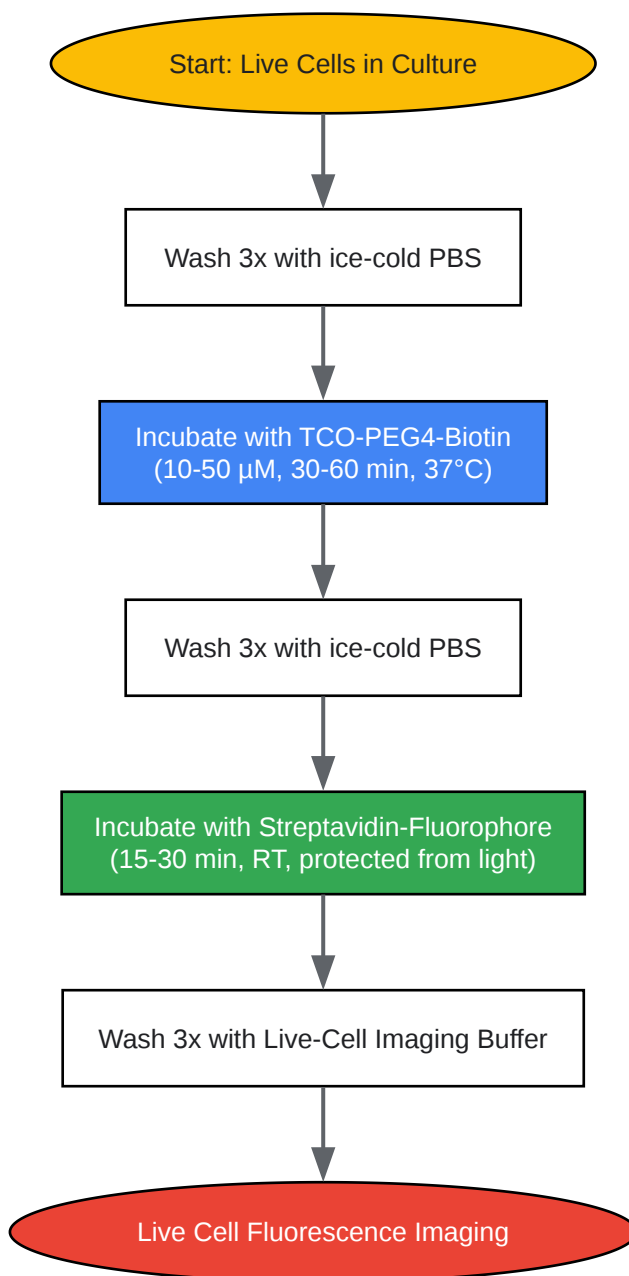 Start: Live Cells in Culture
Wash 3x with ice-cold PBS
Incubate with TCO-PEG4-Biotin
(10-50 µM, 30-60 min, 37°C)
Wash 3x with ice-cold PBS
Incubate with Streptavidin-Fluorophore
(15-30 min, RT, protected from light)
Wash 3x with Live-Cell Imaging Buffer
Live Cell Fluorescence Imaging